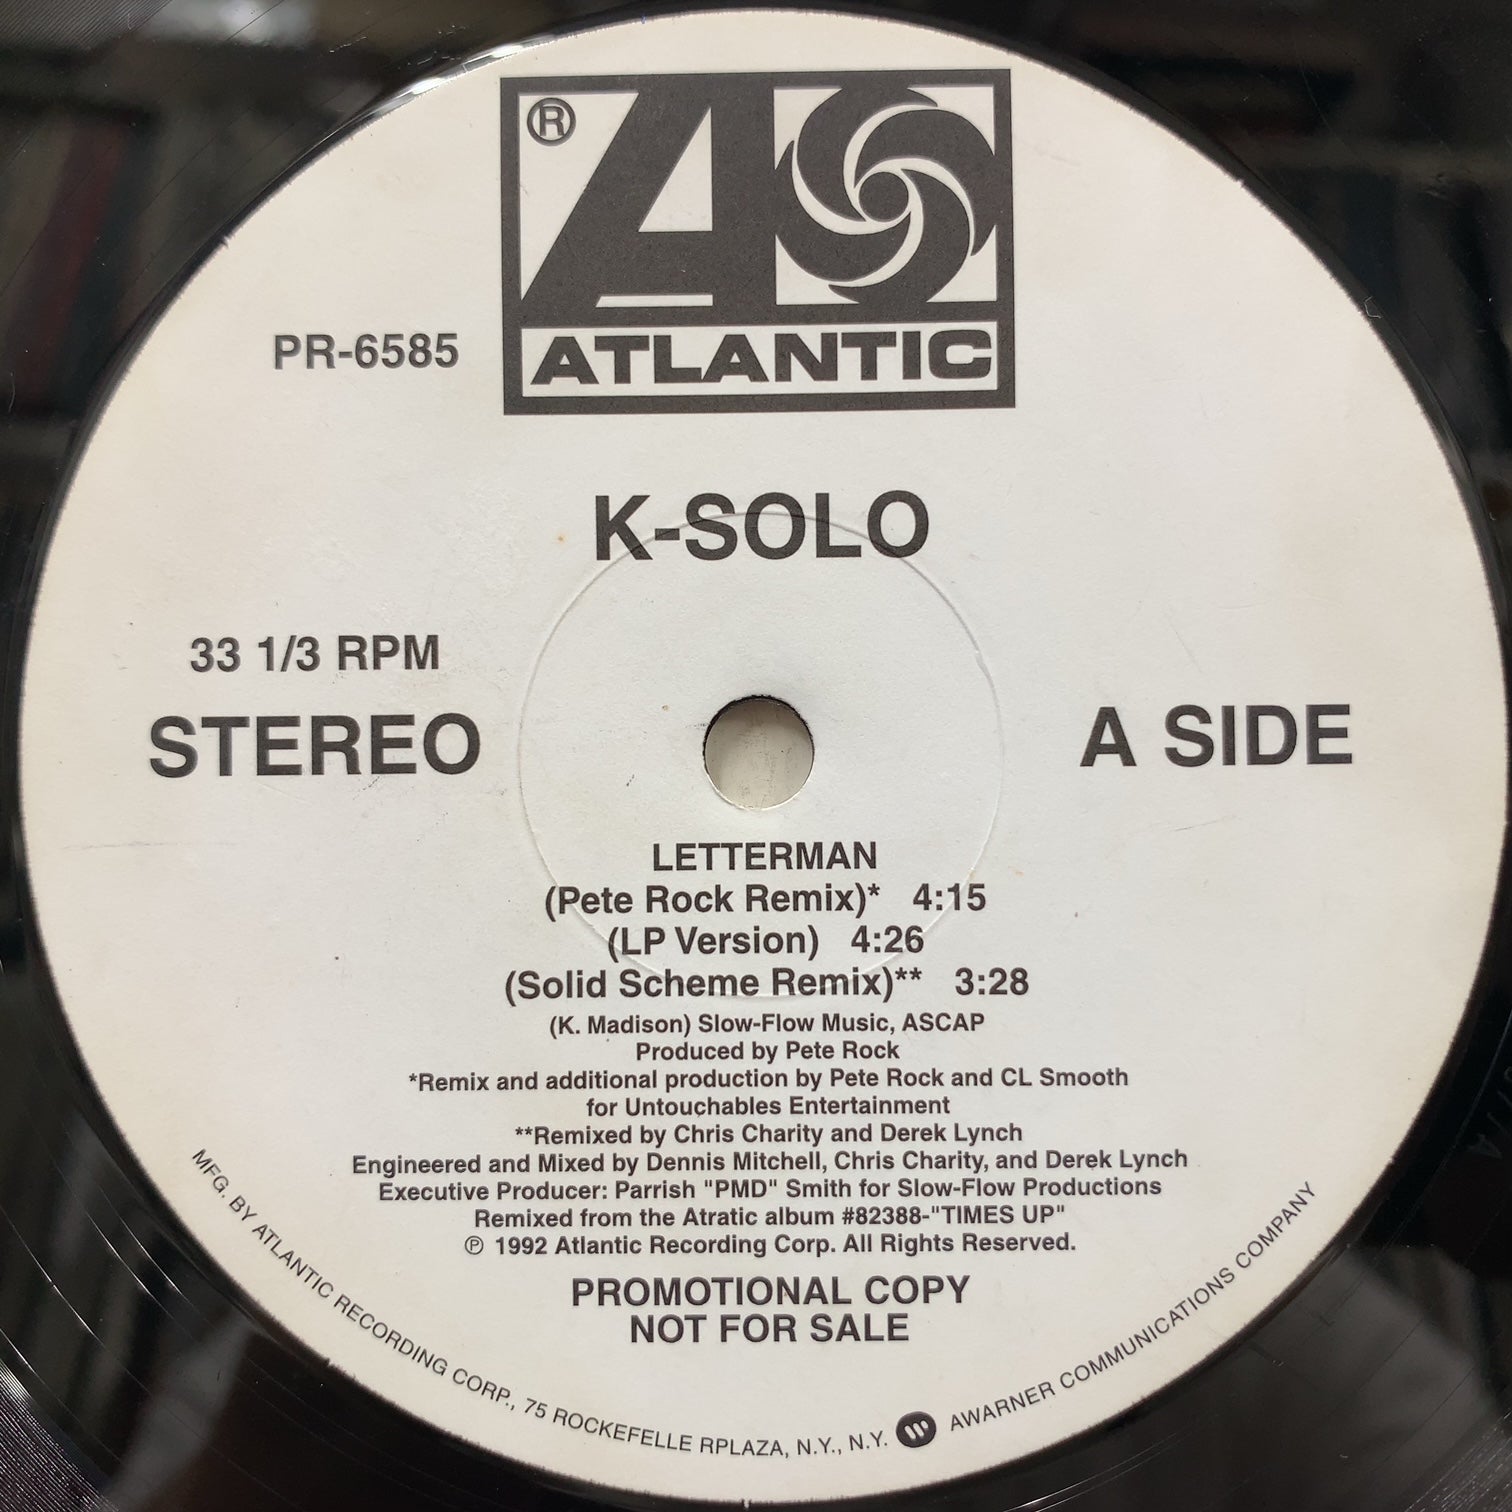 ®
ATLANTIC
PR-6585
K-SOLO
33 1/3 RPM
STEREO
A SIDE
LETTERMAN
(Pete Rock Remix)* 4:15
(LP Version) 4:26
(Solid Scheme Remix)** 3:28
(K. Madison) Slow-Flow Music, ASCAP
Produced by Pete Rock
*Remix and additional production by Pete Rock and CL Smooth
for Untouchables Entertainment
**Remixed by Chris Charity and Derek Lynch
Engineered and Mixed by Dennis Mitchell, Chris Charity, and Derek Lynch
Executive Producer: Parrish "PMD" Smith for Slow-Flow Productions
Remixed from the Atratic album #82388-"TIMES UP"
℗ 1992 Atlantic Recording Corp. All Rights Reserved.
PROMOTIONAL COPY
NOT FOR SALE
MFG. BY ATLANTIC RECORDING CORP., 75 ROCKEFELLE RPLAZA, N.Y., N.Y. AWARNER COMMUNICATIONS COMPANY